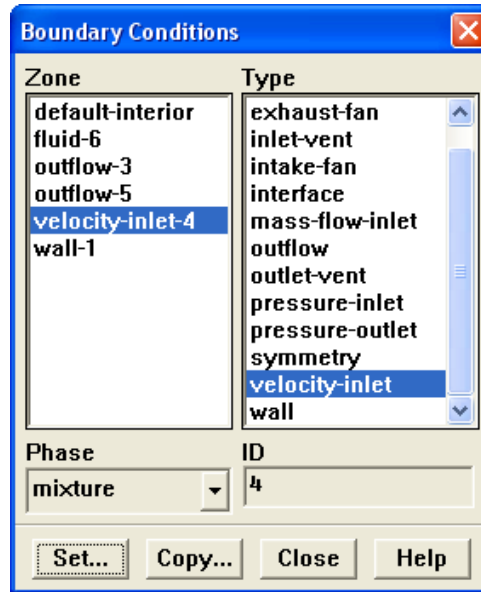 Boundary Conditions
Zone
default-interior
fluid-6
outflow-3
outflow-5
velocity-inlet-4
wall-1
Type
exhaust-fan
inlet-vent
intake-fan
interface
mass-flow-inlet
outflow
outlet-vent
pressure-inlet
pressure-outlet
symmetry
velocity-inlet
wall
Phase
mixture
ID
4
Set... Copy... Close Help